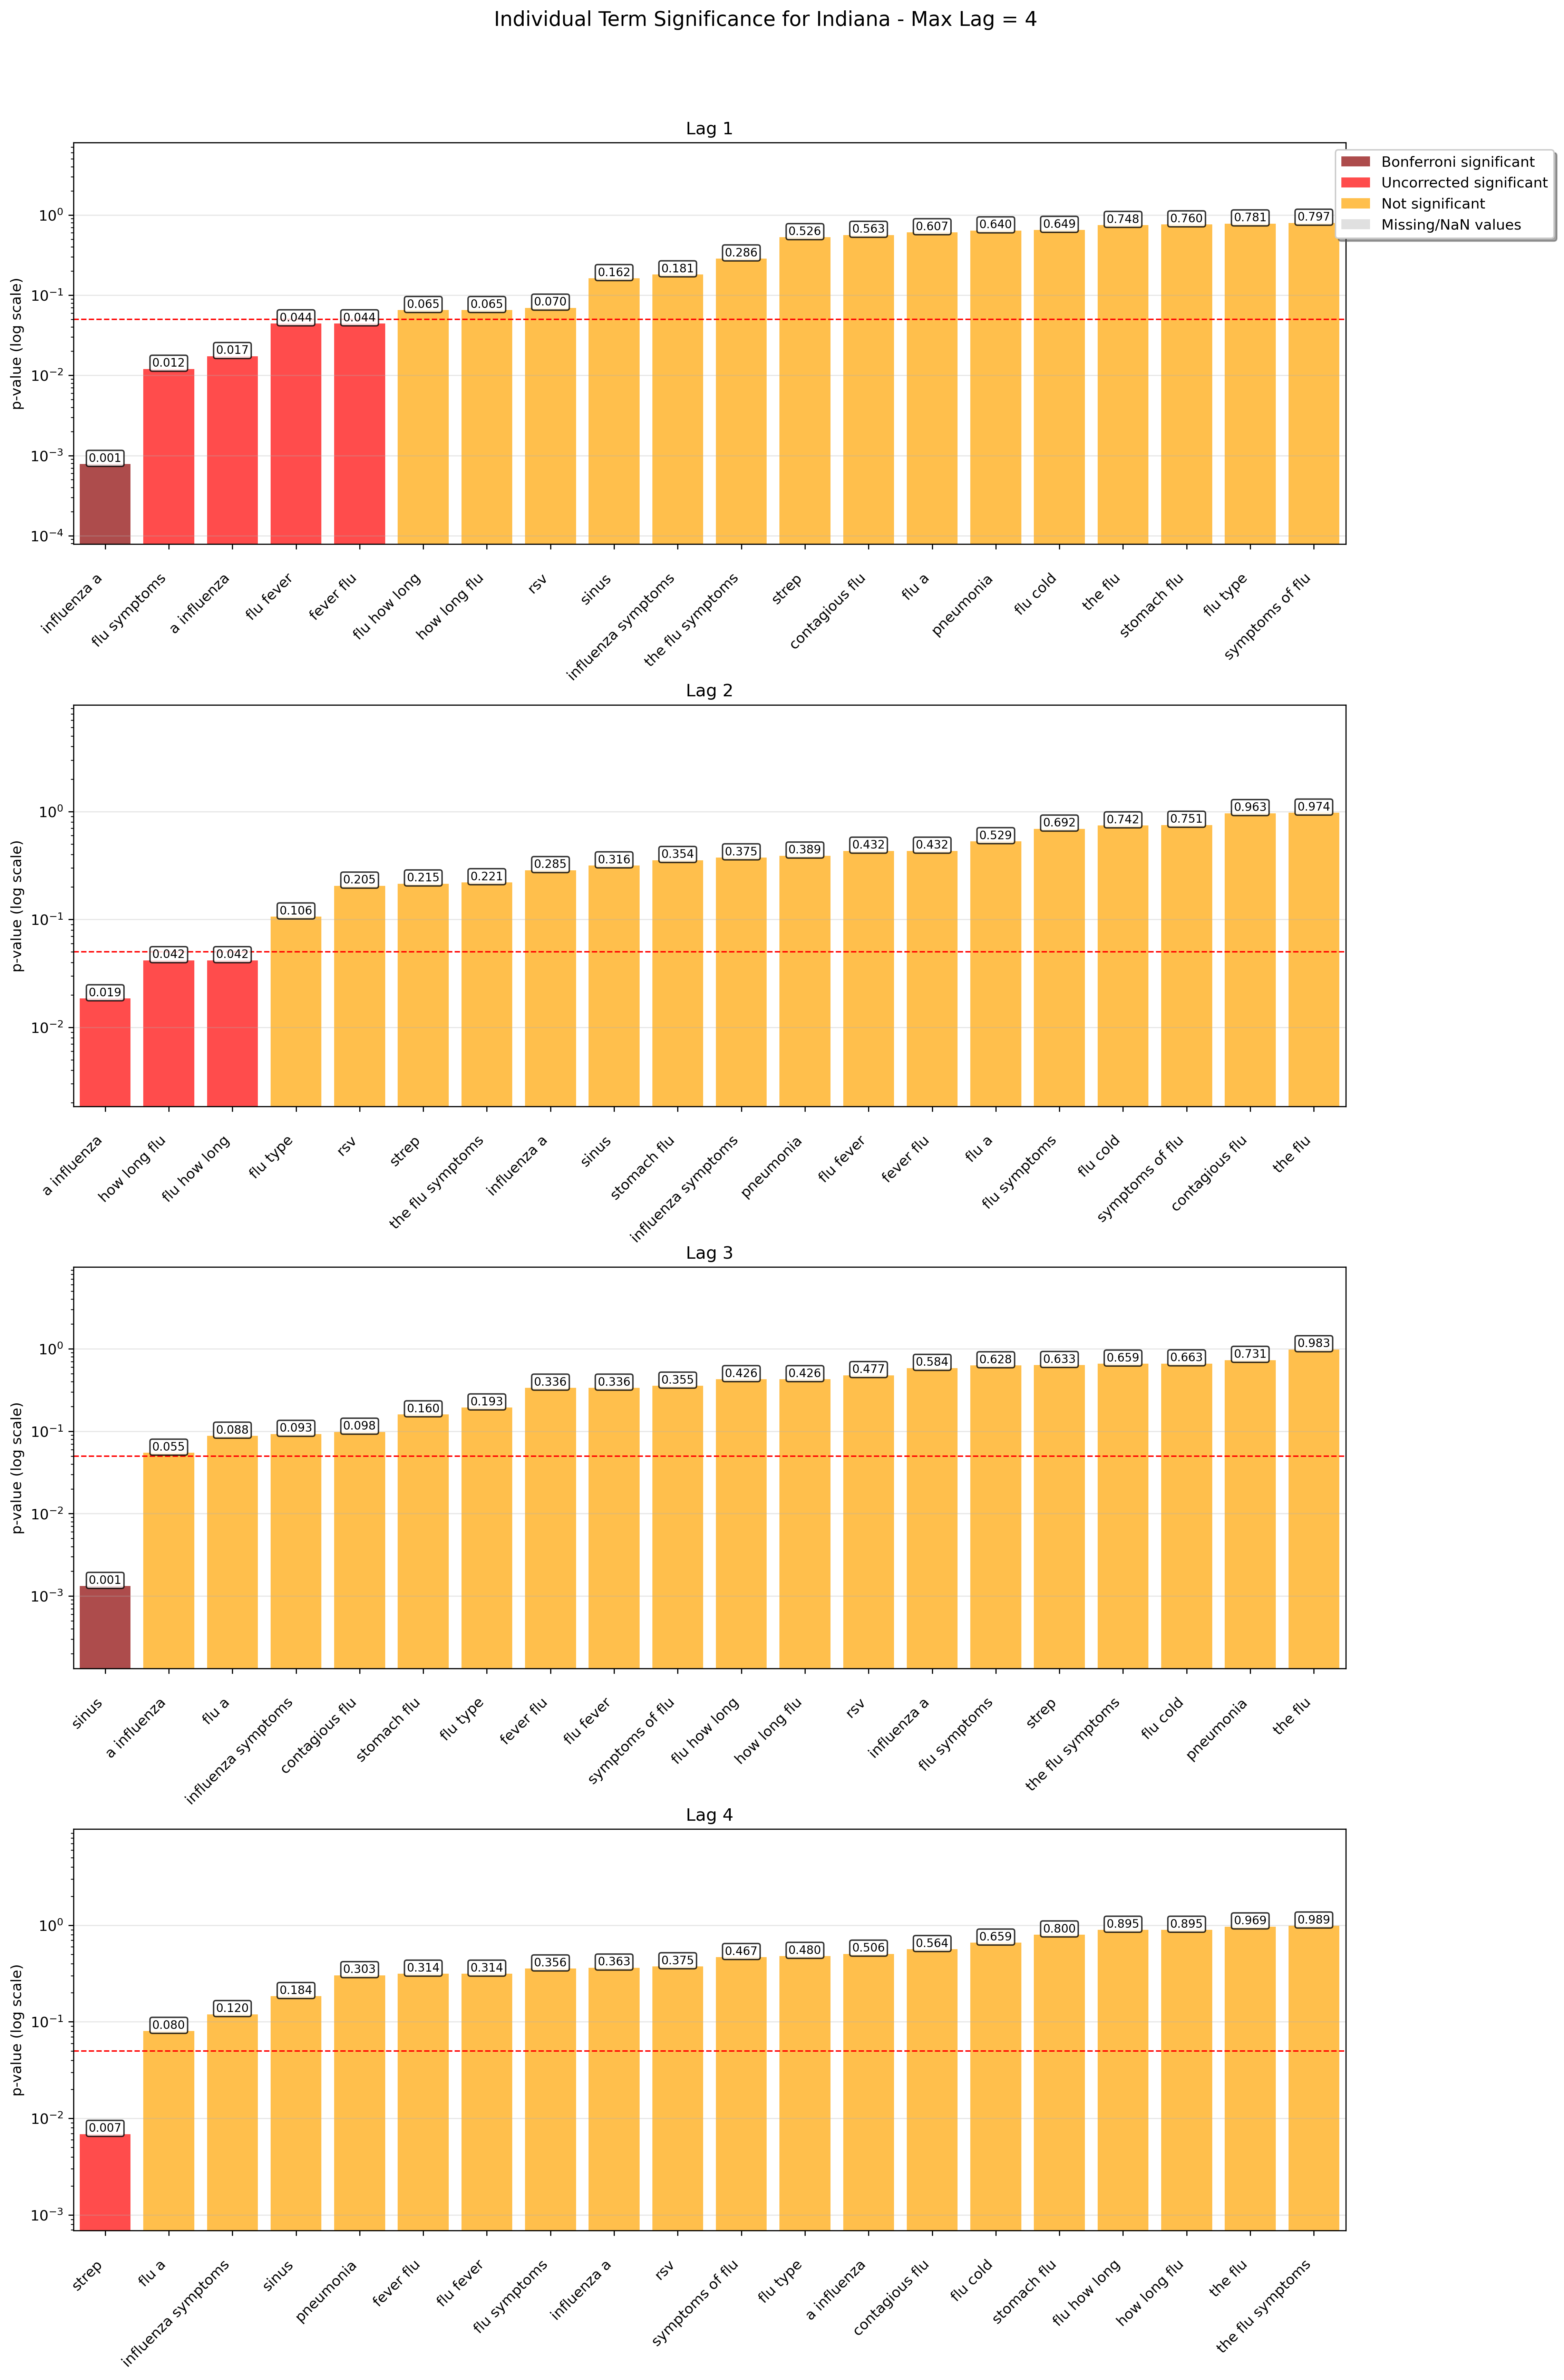 Individual Term Significance for Indiana - Max Lag = 4
Lag 1
p-value (log scale)
10⁰
10⁻¹
10⁻²
10⁻³
10⁻⁴
0.001
0.012
0.017
0.044
0.044
0.065
0.065
0.070
0.162
0.181
0.286
0.526
0.563
0.607
0.640
0.649
0.748
0.760
0.781
0.797
Bonferroni significant
Uncorrected significant
Not significant
Missing/NaN values
influenza a
flu symptoms
a influenza
flu fever
fever flu
flu how long
how long flu
rsv
sinus
influenza symptoms
the flu symptoms
strep
contagious flu
flu a
pneumonia
flu cold
the flu
stomach flu
flu type
symptoms of flu
Lag 2
p-value (log scale)
10⁰
10⁻¹
10⁻²
0.019
0.042
0.042
0.106
0.205
0.215
0.221
0.285
0.316
0.354
0.375
0.389
0.432
0.432
0.529
0.692
0.742
0.751
0.963
0.974
a influenza
how long flu
flu how long
flu type
rsv
strep
the flu symptoms
influenza a
sinus
stomach flu
influenza symptoms
pneumonia
flu fever
fever flu
flu a
flu symptoms
flu cold
symptoms of flu
contagious flu
the flu
Lag 3
p-value (log scale)
10⁰
10⁻¹
10⁻²
10⁻³
0.001
0.055
0.088
0.093
0.098
0.160
0.193
0.336
0.336
0.355
0.426
0.426
0.477
0.584
0.628
0.633
0.659
0.663
0.731
0.983
sinus
a influenza
flu a
influenza symptoms
contagious flu
stomach flu
flu type
fever flu
flu fever
symptoms of flu
flu how long
how long flu
rsv
influenza a
flu symptoms
strep
the flu symptoms
flu cold
pneumonia
the flu
Lag 4
p-value (log scale)
10⁰
10⁻¹
10⁻²
10⁻³
0.007
0.080
0.120
0.184
0.303
0.314
0.314
0.356
0.363
0.375
0.467
0.480
0.506
0.564
0.659
0.800
0.895
0.895
0.969
0.989
strep
flu a
influenza symptoms
sinus
pneumonia
fever flu
flu fever
flu symptoms
influenza a
rsv
symptoms of flu
flu type
a influenza
contagious flu
flu cold
stomach flu
flu how long
how long flu
the flu
the flu symptoms